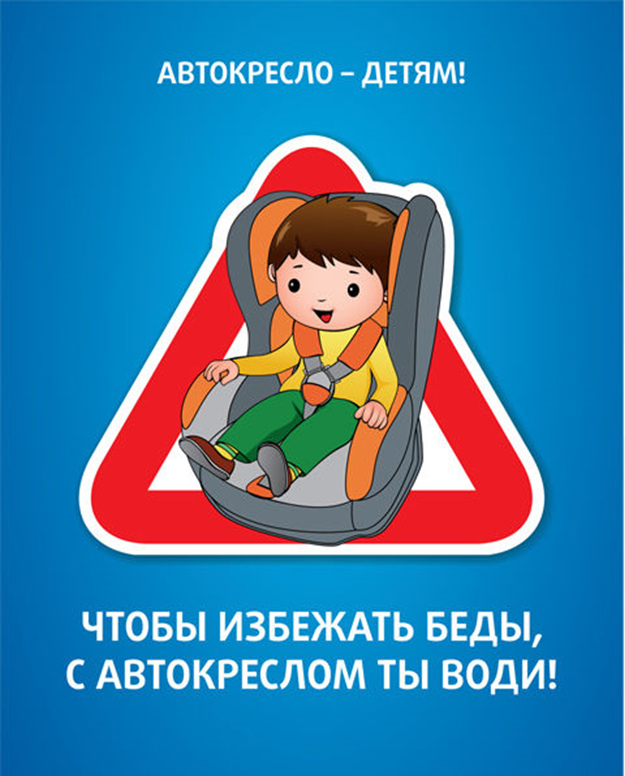 АВТОКРЕСЛО – ДЕТЯМ!
ЧТОБЫ ИЗБЕЖАТЬ БЕДЫ,
С АВТОКРЕСЛОМ ТЫ ВОДИ!